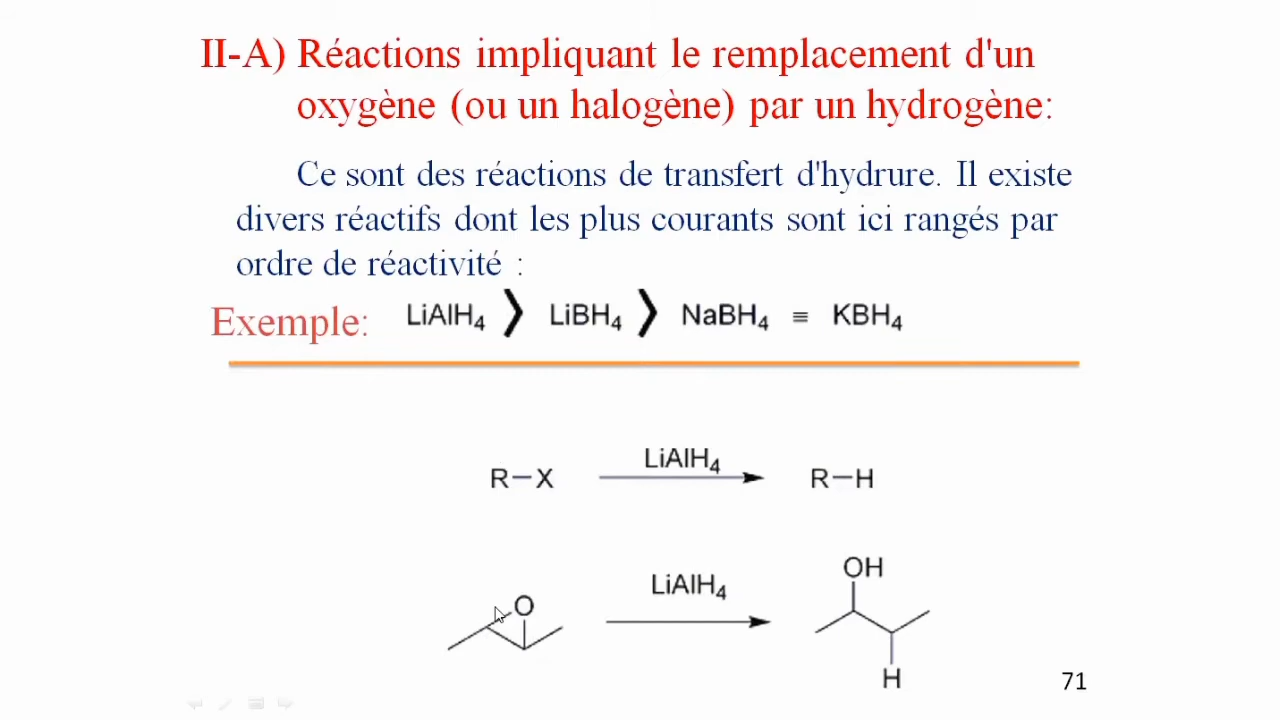 II-A) Réactions impliquant le remplacement d'un
oxygène (ou un halogène) par un hydrogène:
Ce sont des réactions de transfert d'hydrure. Il existe
divers réactifs dont les plus courants sont ici rangés par
ordre de réactivité :
Exemple: LiAlH₄ > LiBH₄ > NaBH₄ ≡ KBH₄
LiAlH₄
R–X R–H
OH
LiAlH₄
O
H
71